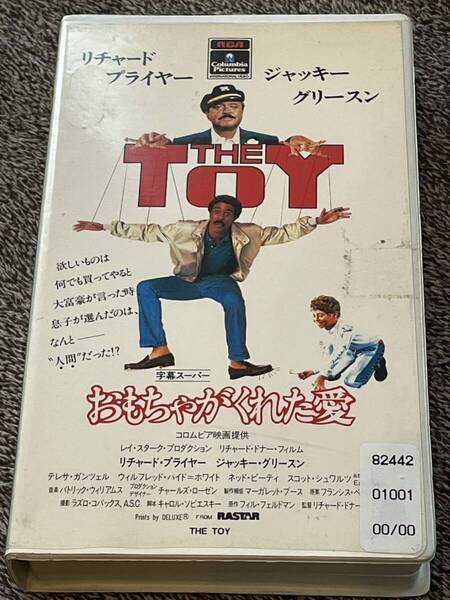 RCA
Columbia
Pictures
INTERNATIONAL VIDEO
リチャード
プライヤー
ジャッキー
グリースン
THE
TOY
欲しいものは
何でも買ってやると
大富豪が言った時
息子が選んだのは、
なんと——
"人間"だった!?
字幕スーパー
おもちゃがくれた愛
コロムビア映画提供
レイ・スターク・プロダクション リチャード・ドナー・フィルム
リチャード・プライヤー ジャッキー・グリースン
テレサ・ガンツェル ウィルフレッド・ハイド=ホワイト ネッド・ビーティ スコット・シュワルツ
音楽 パトリック・ウィリアムス プロダクションデザイナー チャールズ・ローゼン 製作補佐 マーガレット・ブース 原案 フランシス・ベ
撮影 ラズロ・コバックス, A.S.C. 脚本 キャロル・ソビエスキー 製作 フィル・フェルドマン 監督 リチャード・ドナー
Prints by DELUXE® FROM RASTAR
THE TOY
82442
01001
00/00